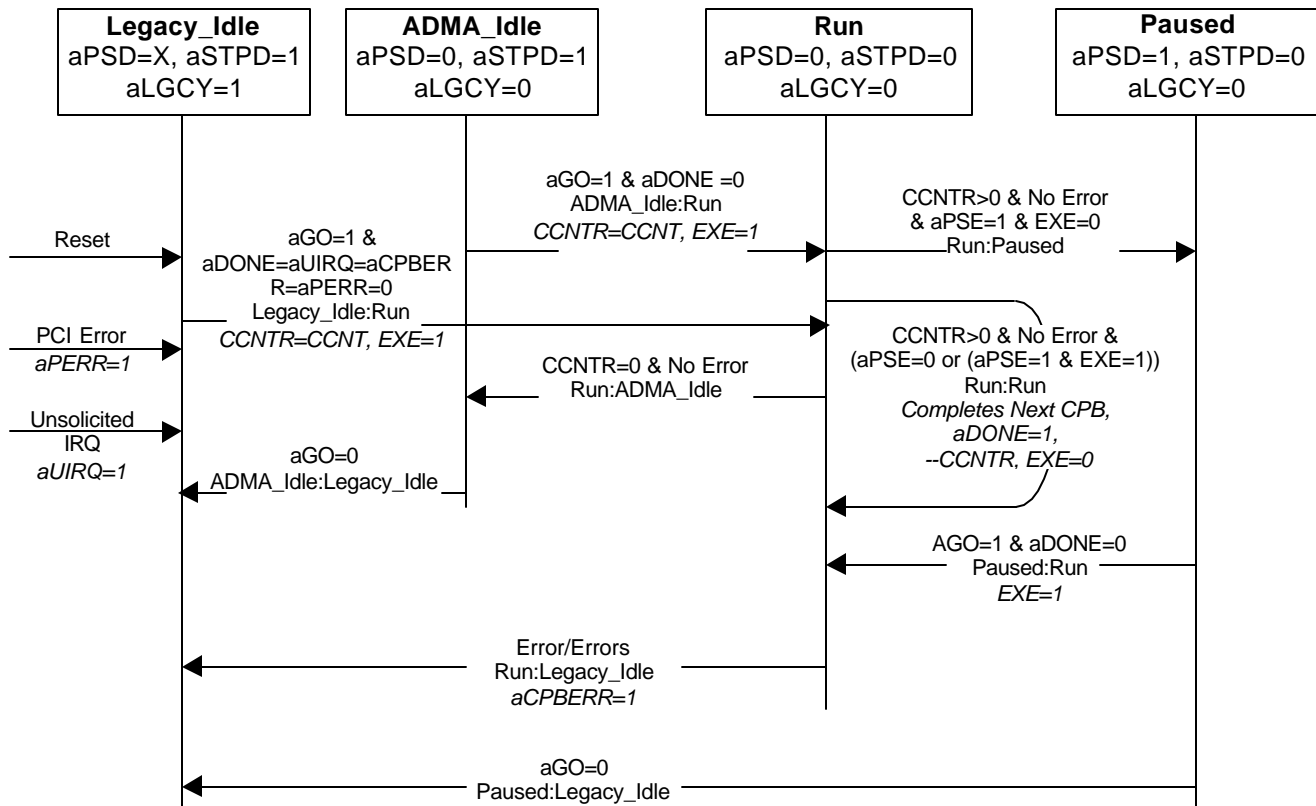 Legacy_Idle
aPSD=X, aSTPD=1
aLGCY=1
ADMA_Idle
aPSD=0, aSTPD=1
aLGCY=0
Run
aPSD=0, aSTPD=0
aLGCY=0
Paused
aPSD=1, aSTPD=0
aLGCY=0
Reset
PCI Error
aPERR=1
Unsolicited
IRQ
aUIRQ=1
aGO=1 &
aDONE=aUIRQ=aCPBER
R=aPERR=0
Legacy_Idle:Run
CCNTR=CCNT, EXE=1
aGO=1 & aDONE =0
ADMA_Idle:Run
CCNTR=CCNT, EXE=1
CCNTR>0 & No Error
& aPSE=1 & EXE=0
Run:Paused
CCNTR=0 & No Error
Run:ADMA_Idle
CCNTR>0 & No Error &
(aPSE=0 or (aPSE=1 & EXE=1))
Run:Run
Completes Next CPB,
aDONE=1,
--CCNTR, EXE=0
aGO=0
ADMA_Idle:Legacy_Idle
AGO=1 & aDONE=0
Paused:Run
EXE=1
Error/Errors
Run:Legacy_Idle
aCPBERR=1
aGO=0
Paused:Legacy_Idle